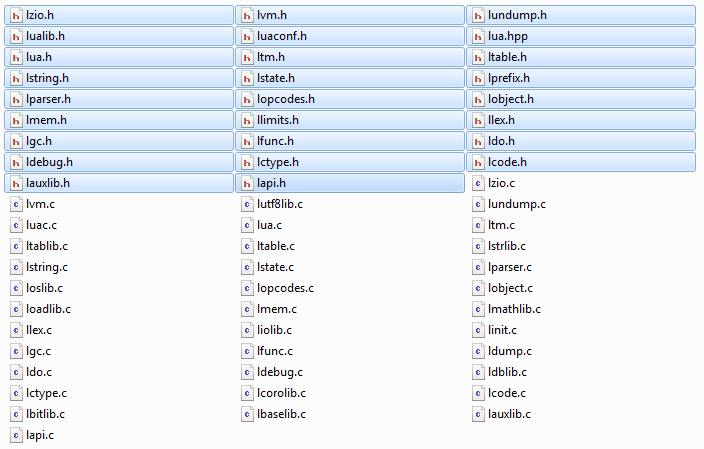 lzio.h lvm.h lundump.h
lualib.h luaconf.h lua.hpp
lua.h ltm.h ltable.h
lstring.h lstate.h lprefix.h
lparser.h lopcodes.h lobject.h
lmem.h llimits.h llex.h
lgc.h lfunc.h ldo.h
ldebug.h lctype.h lcode.h
lauxlib.h lapi.h lzio.c
lvm.c lutf8lib.c lundump.c
luac.c lua.c ltm.c
ltablib.c ltable.c lstrlib.c
lstring.c lstate.c lparser.c
loslib.c lopcodes.c lobject.c
loadlib.c lmem.c lmathlib.c
llex.c liolib.c linit.c
lgc.c lfunc.c ldump.c
ldo.c ldebug.c ldblib.c
lctype.c lcorolib.c lcode.c
lbitlib.c lbaselib.c lauxlib.c
lapi.c